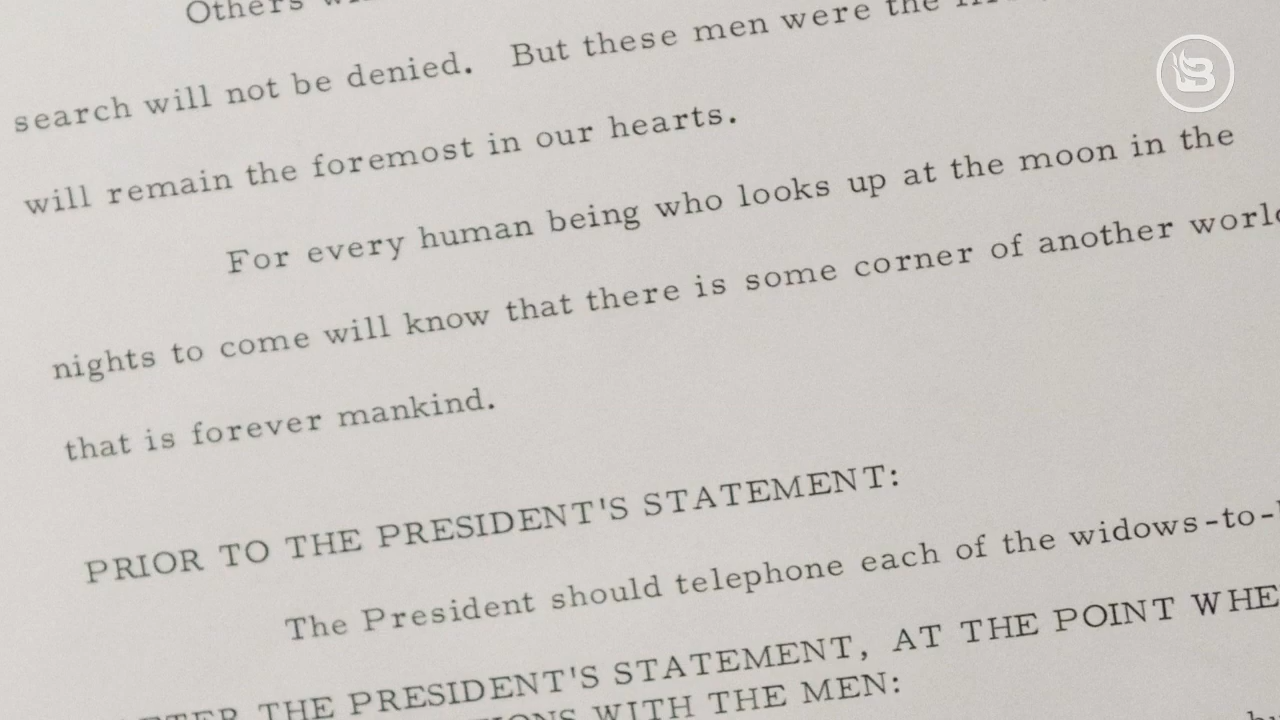 Others
search will not be denied.  But these men were the
will remain the foremost in our hearts.
For every human being who looks up at the moon in the
nights to come will know that there is some corner of another world
that is forever mankind.
PRIOR TO THE PRESIDENT'S STATEMENT:
The President should telephone each of the widows-to-
THE PRESIDENT'S STATEMENT, AT THE POINT
WITH THE MEN:
B